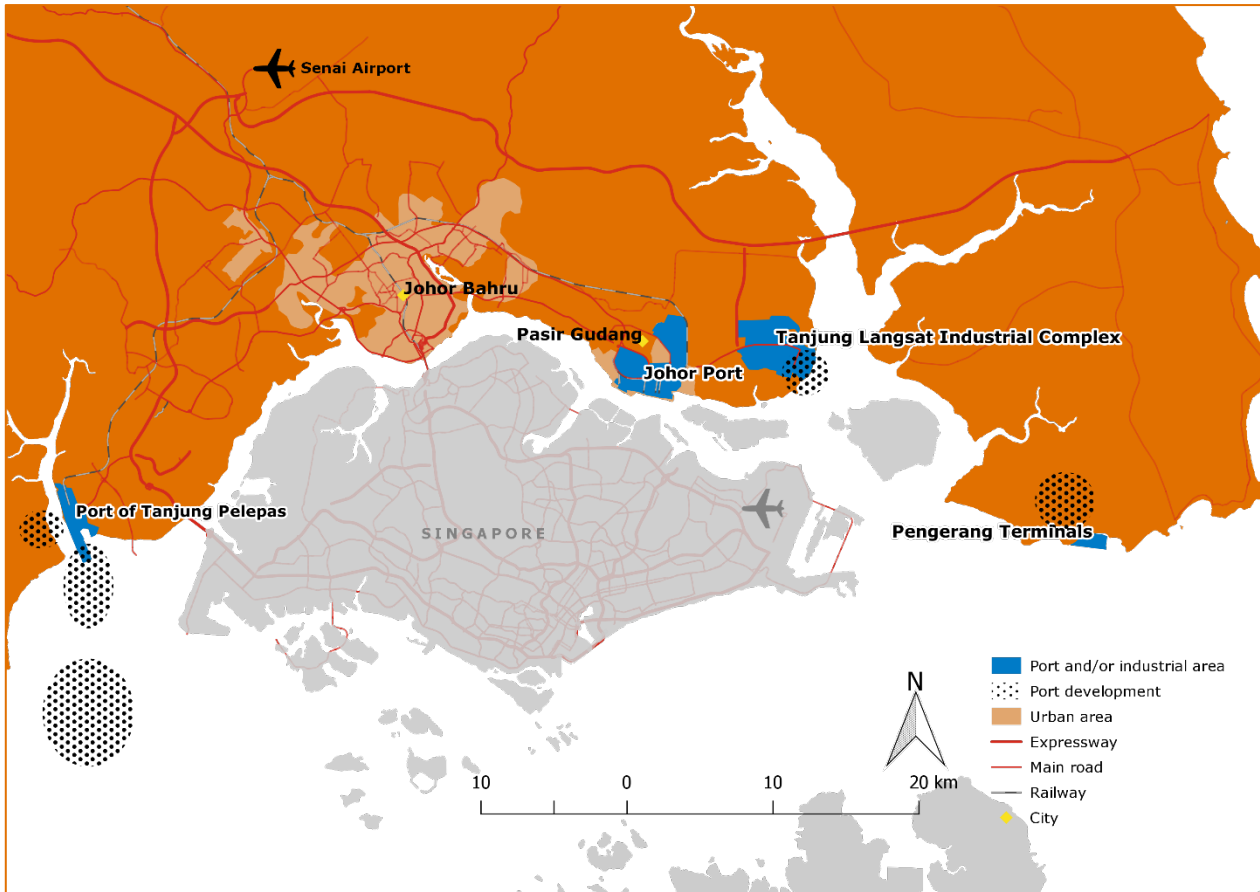 Senai Airport
Johor Bahru
Pasir Gudang
Tanjung Langsat Industrial Complex
Johor Port
Port of Tanjung Pelepas
SINGAPORE
Pengerang Terminals
Port and/or industrial area
Port development
N
Urban area
Expressway
Main road
10 0 10 20 km
Railway
City